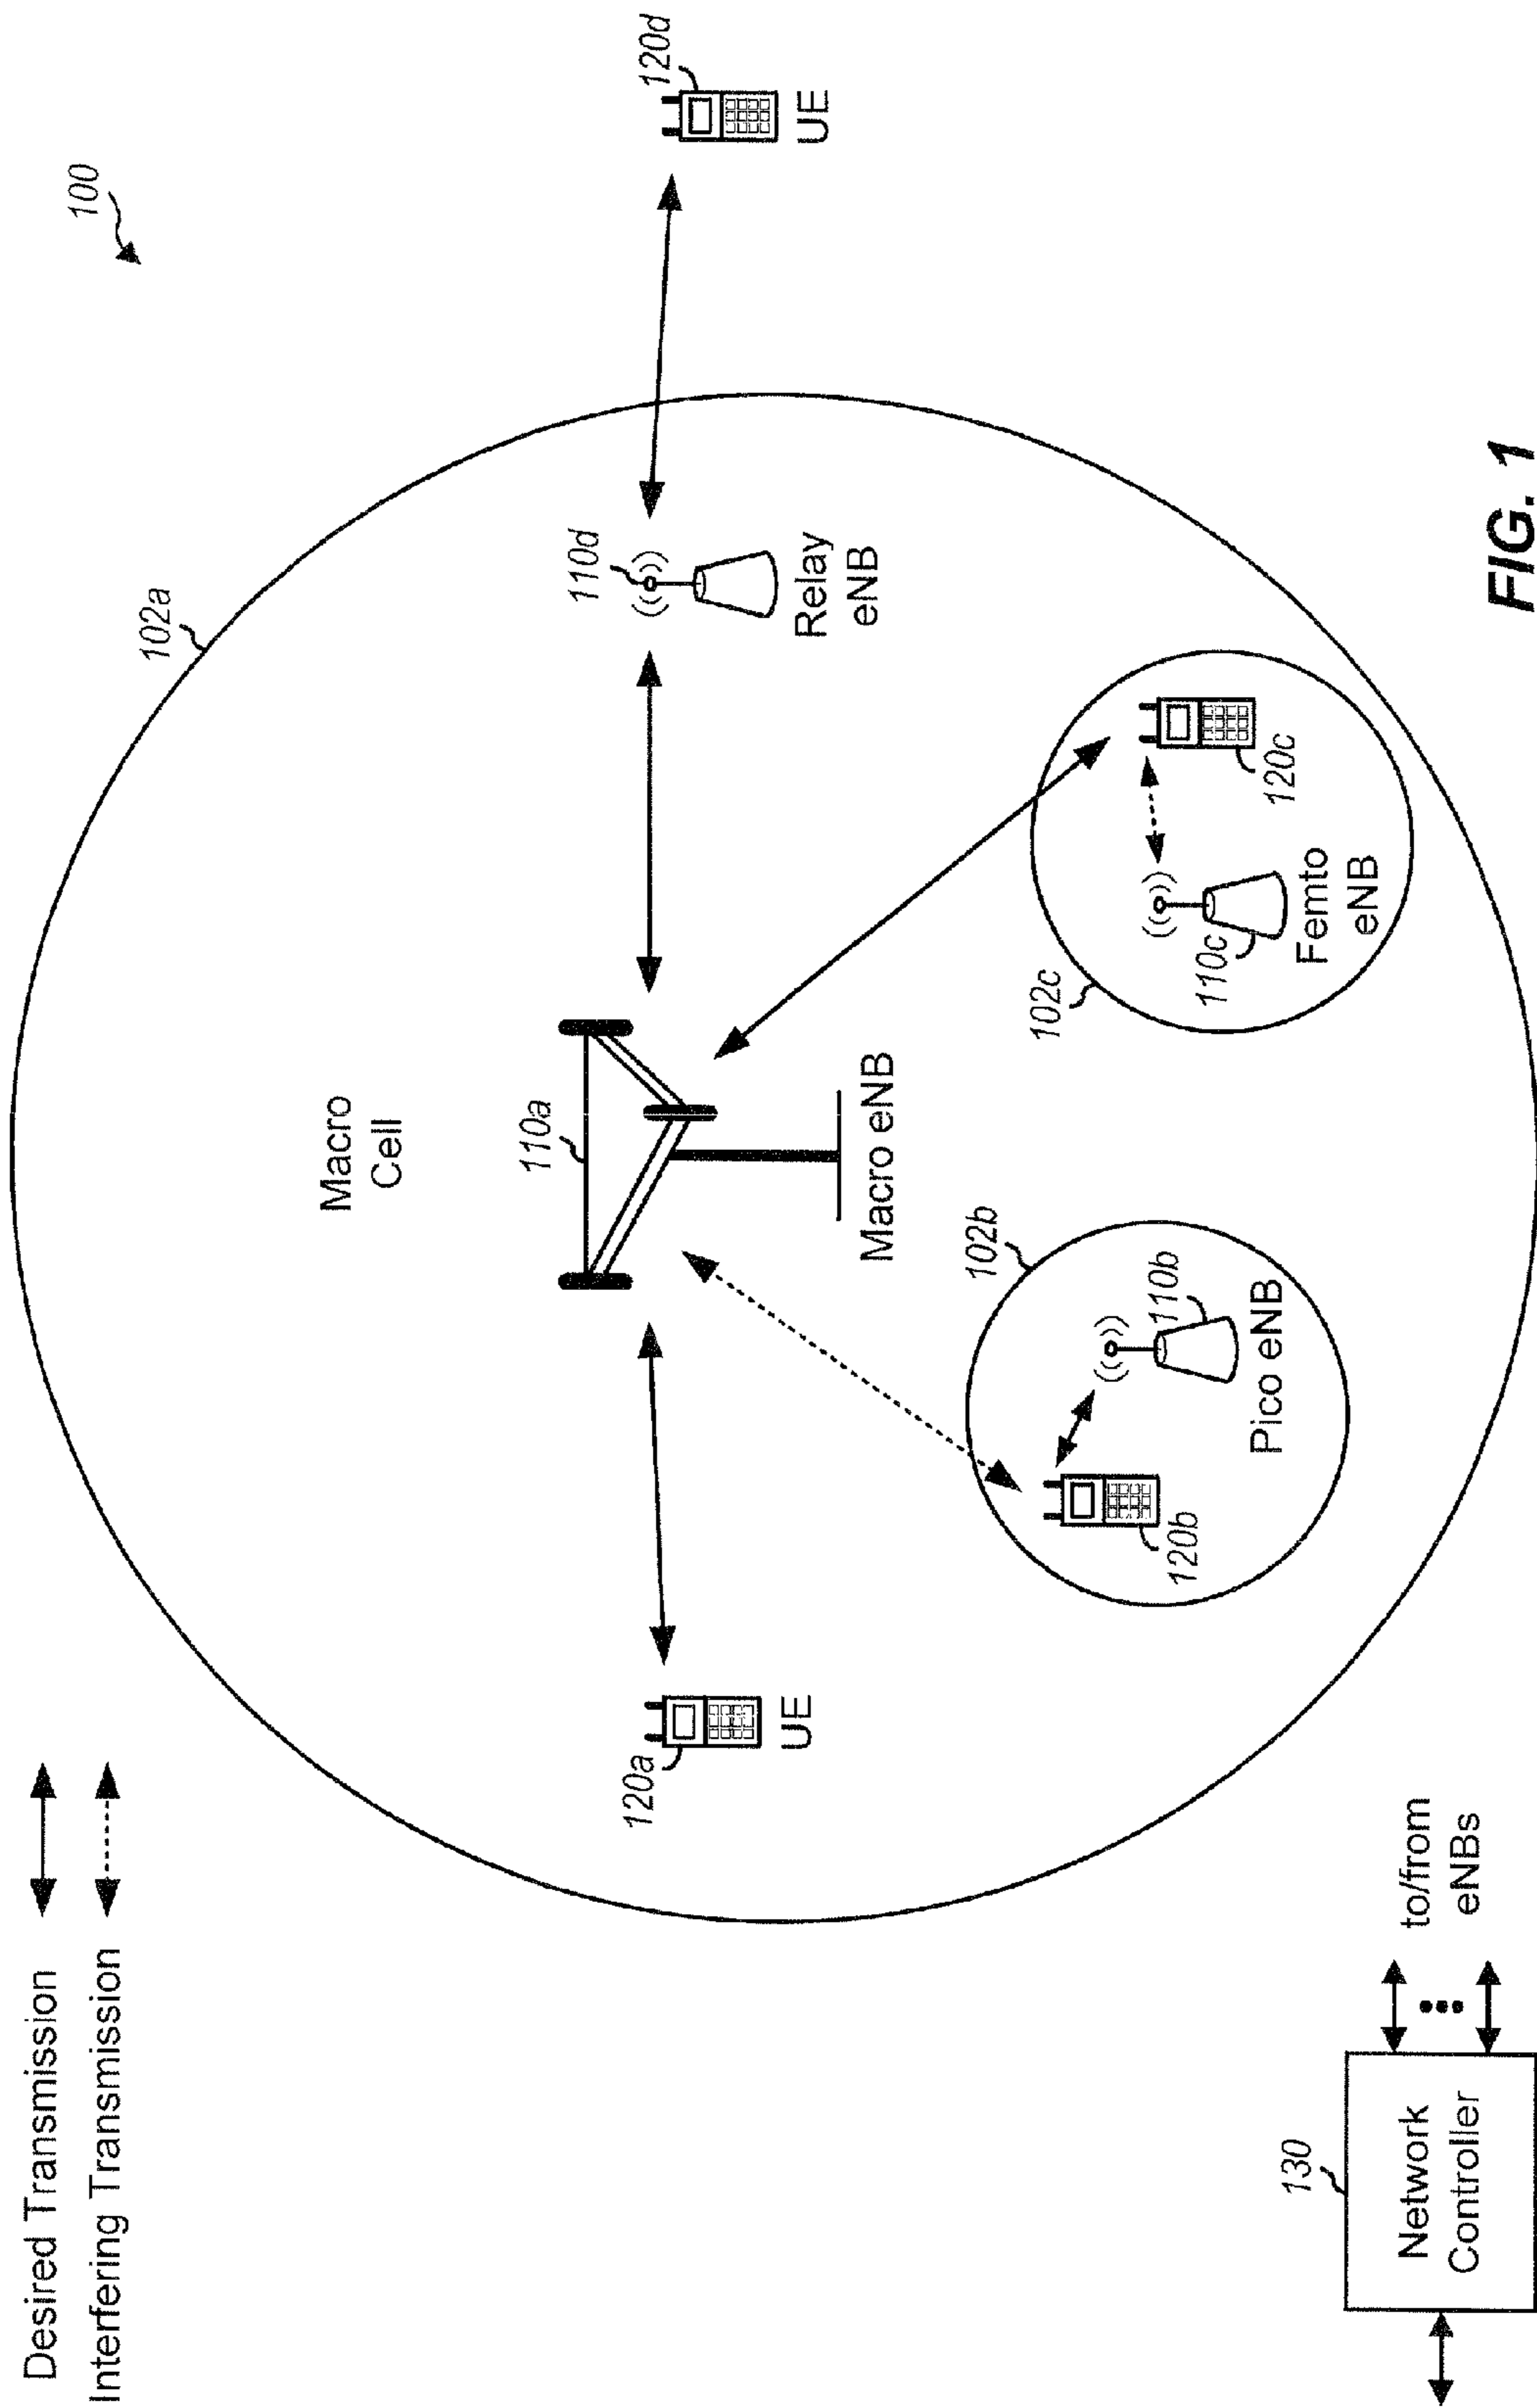 Desired Transmission
Interfering Transmission
100
102a
Macro
Cell
110a
Macro eNB
120a
UE
110d
Relay
eNB
120d
UE
102b
110b
Pico eNB
120b
102c
110c
Femto
eNB
120c
130
Network
Controller
to/from
eNBs
FIG. 1